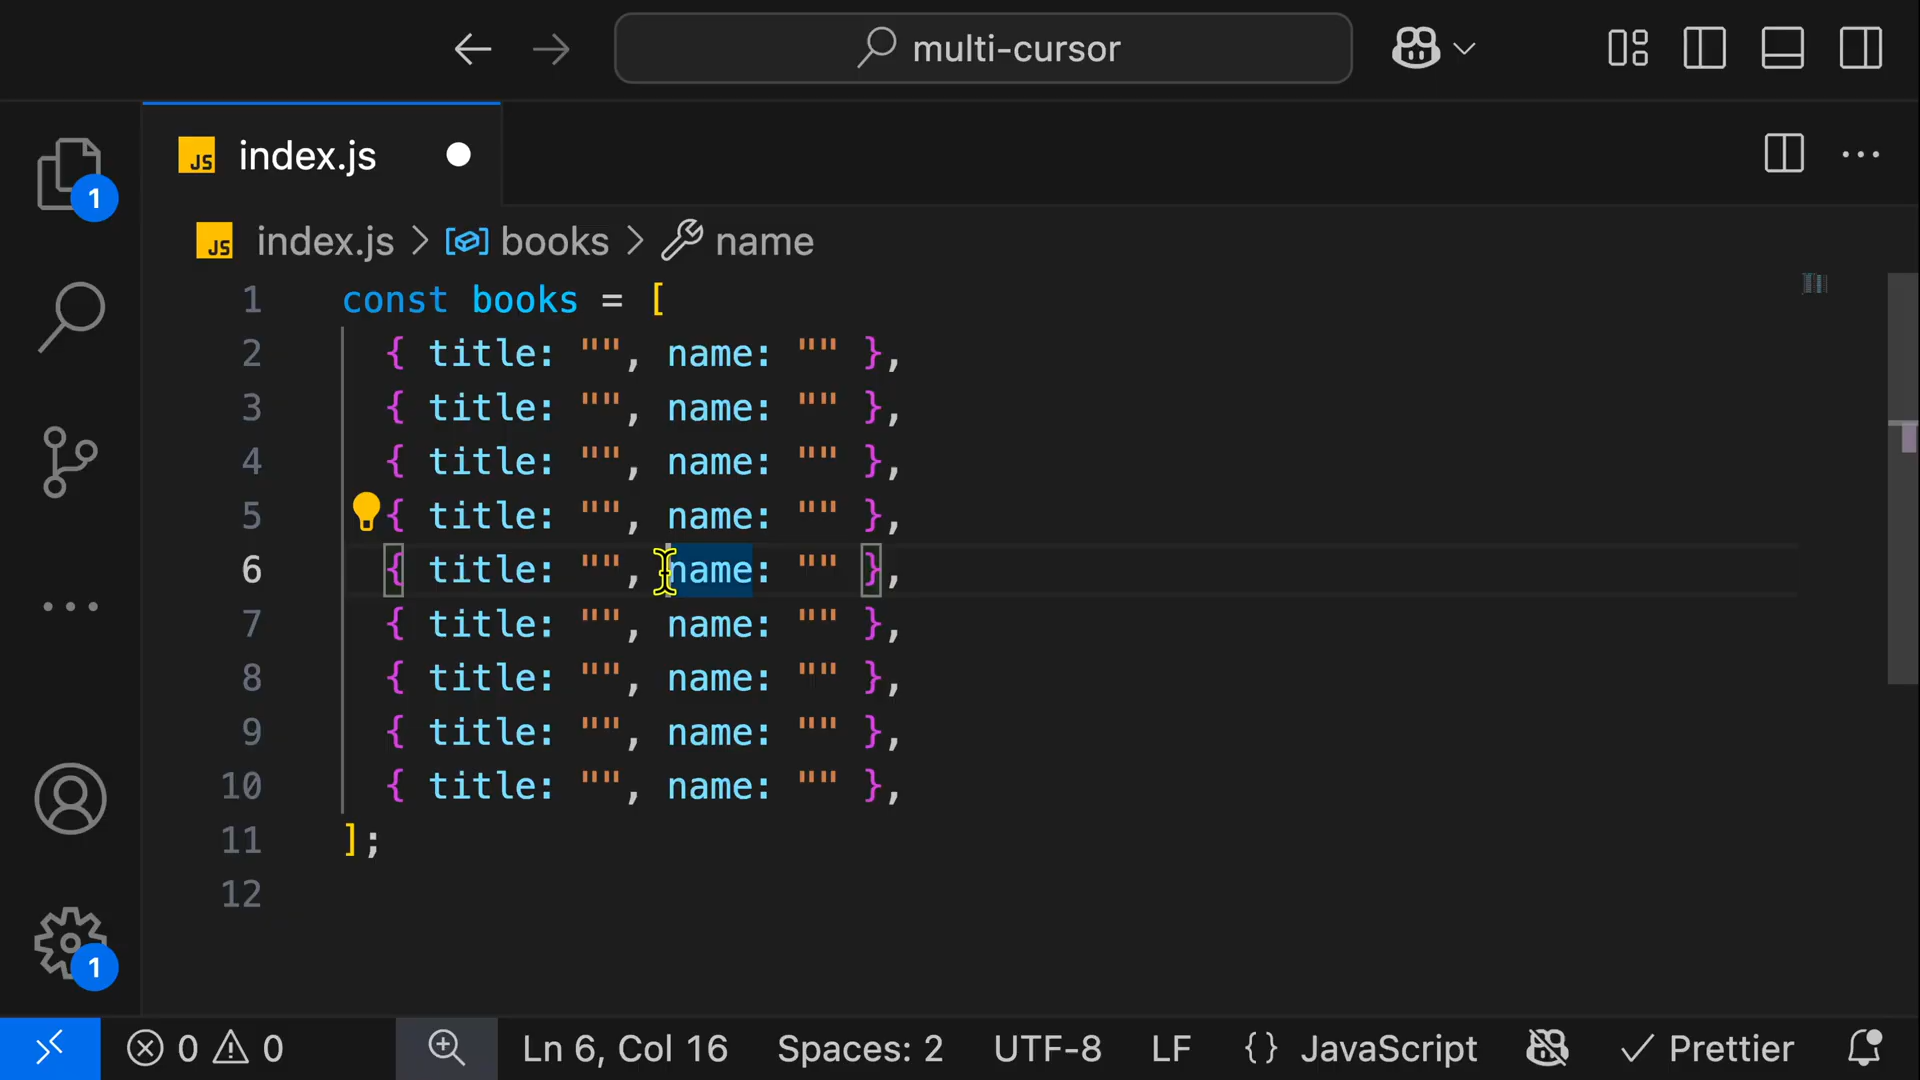 multi-cursor
JS index.js
JS index.js books name
1 const books = [
2 { title: "", name: "" },
3 { title: "", name: "" },
4 { title: "", name: "" },
5 { title: "", name: "" },
6 { title: "", name: "" },
7 { title: "", name: "" },
8 { title: "", name: "" },
9 { title: "", name: "" },
10 { title: "", name: "" },
11 ];
12
1
1
0 0 Ln 6, Col 16 Spaces: 2 UTF-8 LF {} JavaScript Prettier